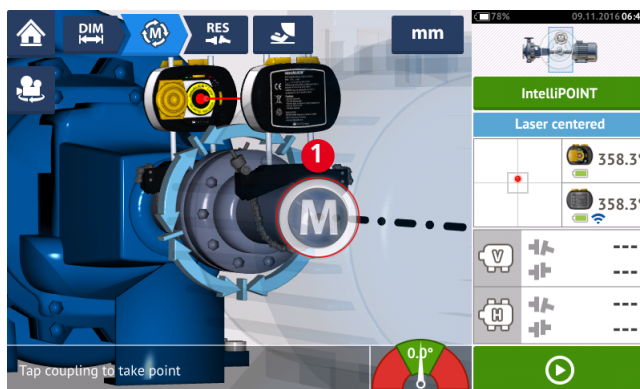 DIM
M
RES
mm
78%
09.11.2016 06:4
IntelliPOINT
Laser centered
358.3°
358.3°
1
M
V
---
---
H
---
---
0.0°
Tap coupling to take point